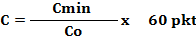 Cmin
C = ———— x 60 pkt
Co